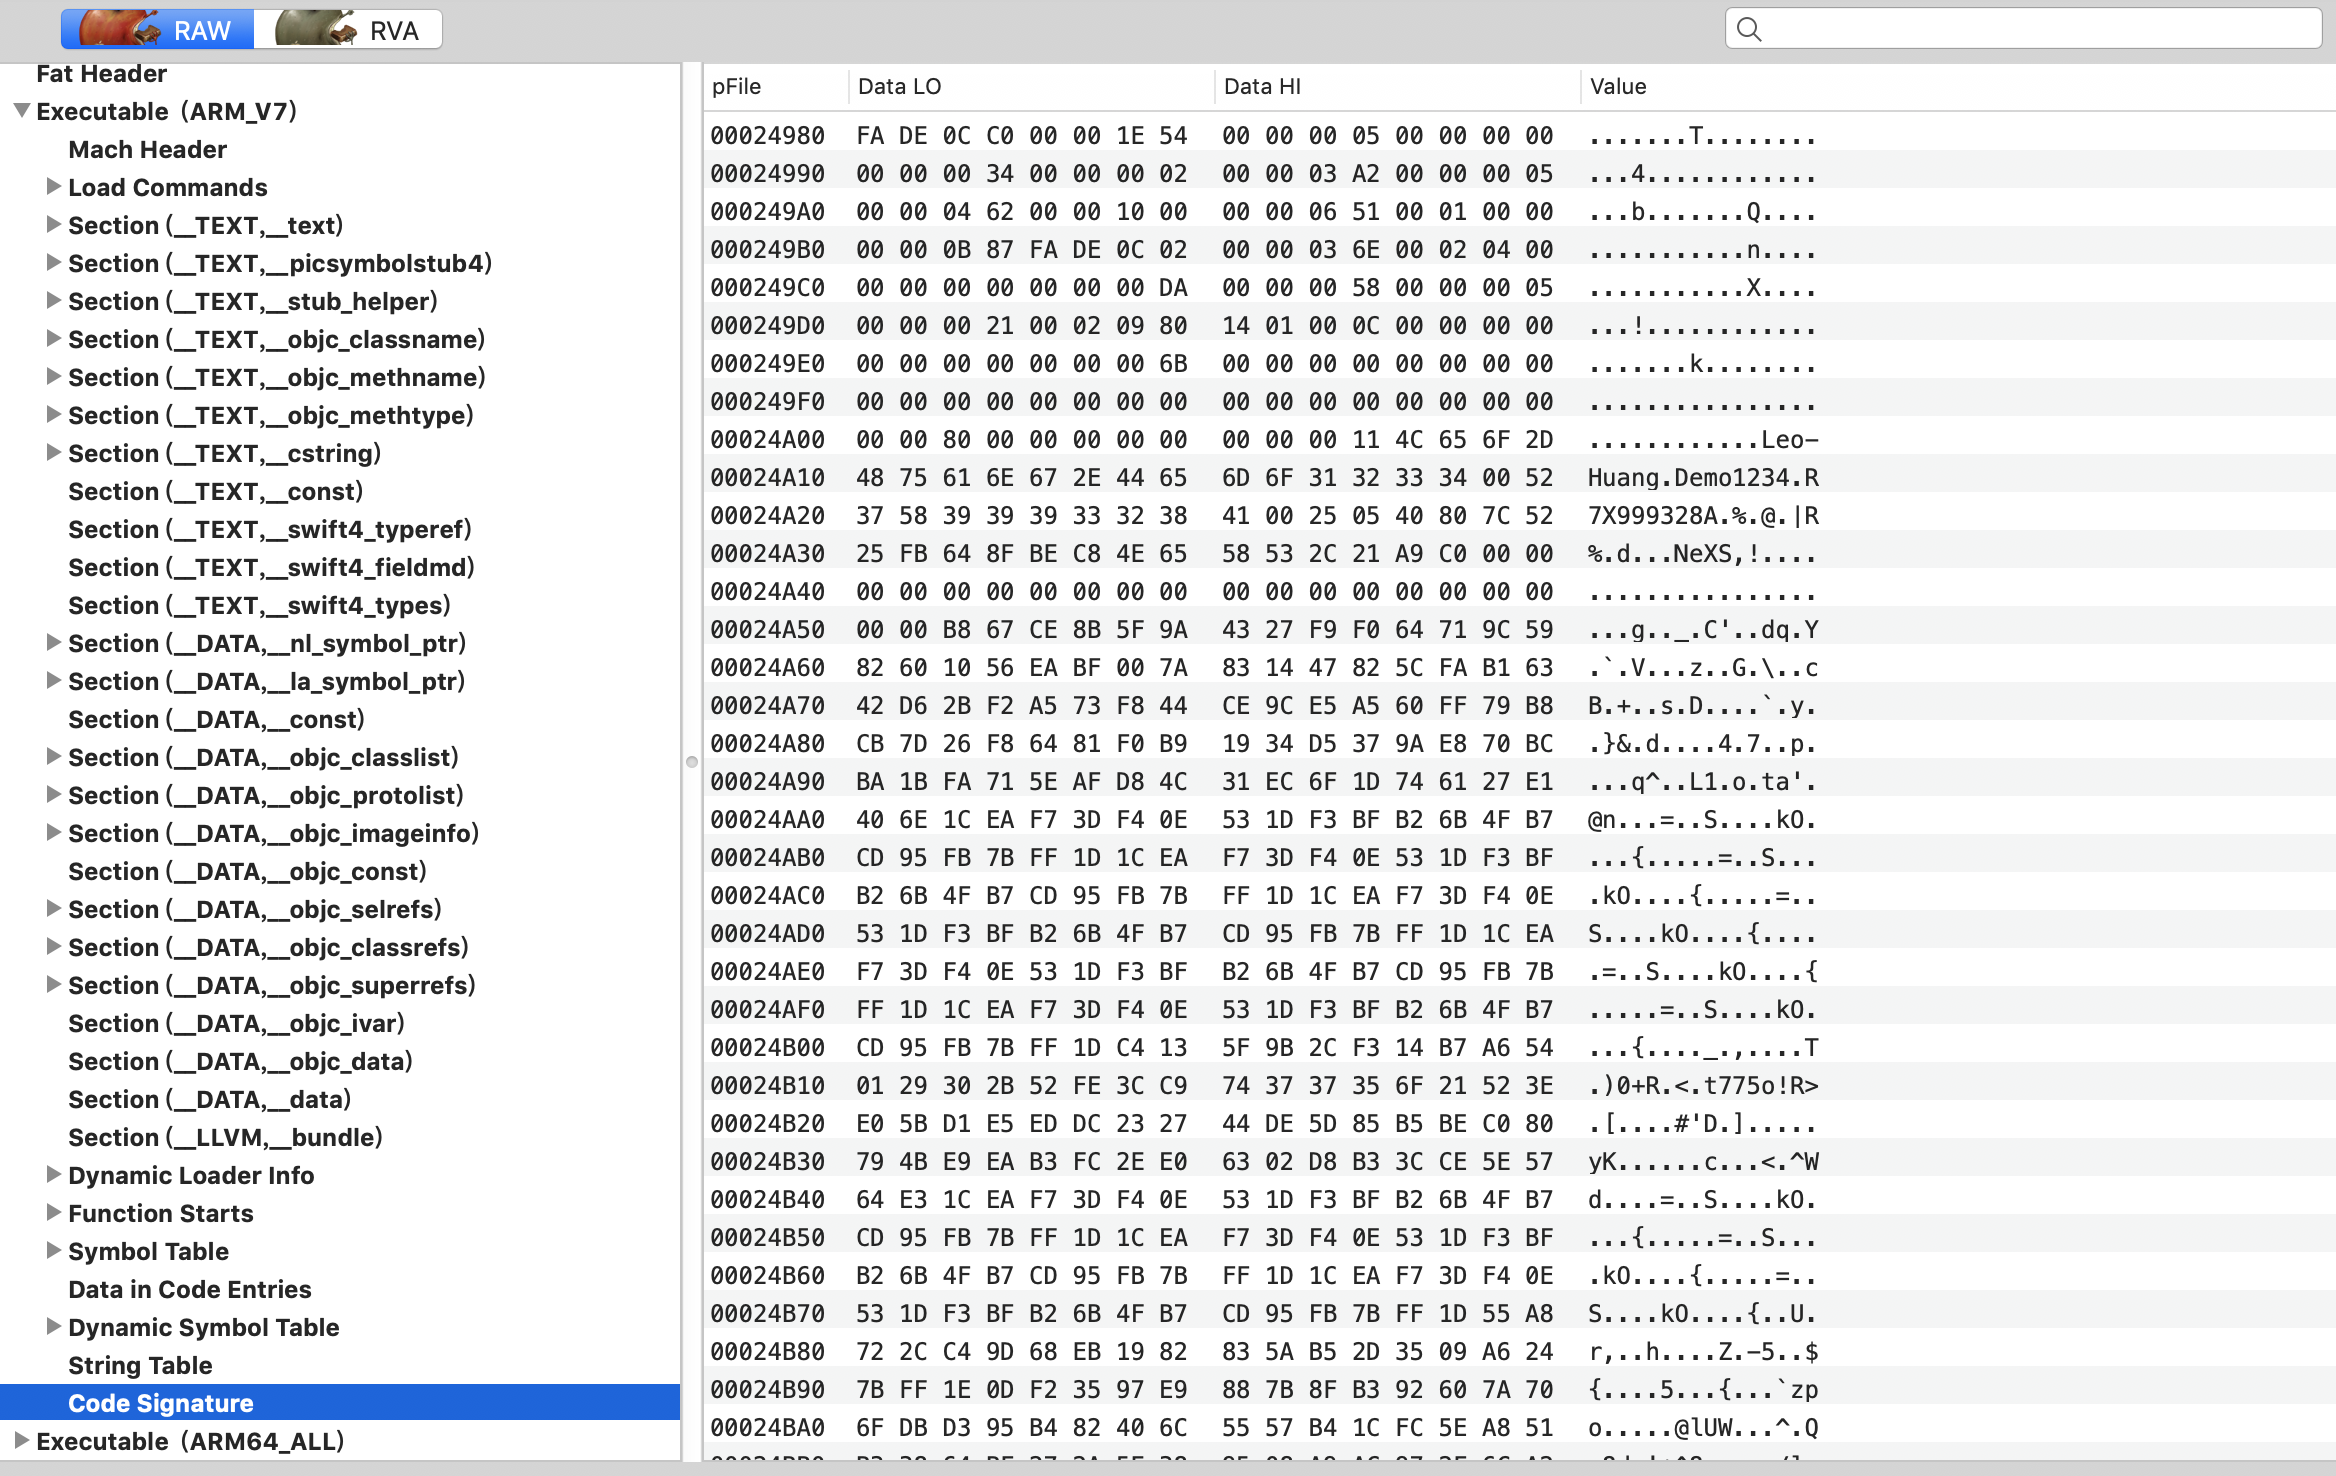 RAW RVA
Fat Header
Executable (ARM_V7)
Mach Header
Load Commands
Section (__TEXT,__text)
Section (__TEXT,__picsymbolstub4)
Section (__TEXT,__stub_helper)
Section (__TEXT,__objc_classname)
Section (__TEXT,__objc_methname)
Section (__TEXT,__objc_methtype)
Section (__TEXT,__cstring)
Section (__TEXT,__const)
Section (__TEXT,__swift4_typeref)
Section (__TEXT,__swift4_fieldmd)
Section (__TEXT,__swift4_types)
Section (__DATA,__nl_symbol_ptr)
Section (__DATA,__la_symbol_ptr)
Section (__DATA,__const)
Section (__DATA,__objc_classlist)
Section (__DATA,__objc_protolist)
Section (__DATA,__objc_imageinfo)
Section (__DATA,__objc_const)
Section (__DATA,__objc_selrefs)
Section (__DATA,__objc_classrefs)
Section (__DATA,__objc_superrefs)
Section (__DATA,__objc_ivar)
Section (__DATA,__objc_data)
Section (__DATA,__data)
Section (__LLVM,__bundle)
Dynamic Loader Info
Function Starts
Symbol Table
Data in Code Entries
Dynamic Symbol Table
String Table
Code Signature
Executable (ARM64_ALL)
pFile Data LO Data HI Value
00024980 FA DE 0C C0 00 00 1E 54 00 00 00 05 00 00 00 00 .......T........
00024990 00 00 00 34 00 00 00 02 00 00 03 A2 00 00 00 05 ...4............
000249A0 00 00 04 62 00 00 10 00 00 00 06 51 00 01 00 00 ...b.......Q....
000249B0 00 00 0B 87 FA DE 0C 02 00 00 03 6E 00 02 04 00 ...........n....
000249C0 00 00 00 00 00 00 00 DA 00 00 00 58 00 00 00 05 ...........X....
000249D0 00 00 00 21 00 02 09 80 14 01 00 0C 00 00 00 00 ...!............
000249E0 00 00 00 00 00 00 00 6B 00 00 00 00 00 00 00 00 .......k........
000249F0 00 00 00 00 00 00 00 00 00 00 00 00 00 00 00 00 ................
00024A00 00 00 80 00 00 00 00 00 00 00 00 11 4C 65 6F 2D ............Leo-
00024A10 48 75 61 6E 67 2E 44 65 6D 6F 31 32 33 34 00 52 Huang.Demo1234.R
00024A20 37 58 39 39 39 33 32 38 41 00 25 05 40 80 7C 52 7X999328A.%.@.|R
00024A30 25 FB 64 8F BE C8 4E 65 58 53 2C 21 A9 C0 00 00 %.d...NeXS,!....
00024A40 00 00 00 00 00 00 00 00 00 00 00 00 00 00 00 00 ................
00024A50 00 00 B8 67 CE 8B 5F 9A 43 27 F9 F0 64 71 9C 59 ...g.._.C'..dq.Y
00024A60 82 60 10 56 EA BF 00 7A 83 14 47 82 5C FA B1 63 .`.V...z..G.\..c
00024A70 42 D6 2B F2 A5 73 F8 44 CE 9C E5 A5 60 FF 79 B8 B.+..s.D....`.y.
00024A80 CB 7D 26 F8 64 81 F0 B9 19 34 D5 37 9A E8 70 BC .}&.d....4.7..p.
00024A90 BA 1B FA 71 5E AF D8 4C 31 EC 6F 1D 74 61 27 E1 ...q^..L1.o.ta'.
00024AA0 40 6E 1C EA F7 3D F4 0E 53 1D F3 BF B2 6B 4F B7 @n...=..S....kO.
00024AB0 CD 95 FB 7B FF 1D 1C EA F7 3D F4 0E 53 1D F3 BF ...{.....=..S...
00024AC0 B2 6B 4F B7 CD 95 FB 7B FF 1D 1C EA F7 3D F4 0E .kO....{.....=..
00024AD0 53 1D F3 BF B2 6B 4F B7 CD 95 FB 7B FF 1D 1C EA S....kO....{....
00024AE0 F7 3D F4 0E 53 1D F3 BF B2 6B 4F B7 CD 95 FB 7B .=..S....kO....{
00024AF0 FF 1D 1C EA F7 3D F4 0E 53 1D F3 BF B2 6B 4F B7 .....=..S....kO.
00024B00 CD 95 FB 7B FF 1D C4 13 5F 9B 2C F3 14 B7 A6 54 ...{...._.,....T
00024B10 01 29 30 2B 52 FE 3C C9 74 37 37 35 6F 21 52 3E .)0+R.<.t775o!R>
00024B20 E0 5B D1 E5 ED DC 23 27 44 DE 5D 85 B5 BE C0 80 .[....#'D.].....
00024B30 79 4B E9 EA B3 FC 2E E0 63 02 D8 B3 3C CE 5E 57 yK......c...<.^W
00024B40 64 E3 1C EA F7 3D F4 0E 53 1D F3 BF B2 6B 4F B7 d....=..S....kO.
00024B50 CD 95 FB 7B FF 1D 1C EA F7 3D F4 0E 53 1D F3 BF ...{.....=..S...
00024B60 B2 6B 4F B7 CD 95 FB 7B FF 1D 1C EA F7 3D F4 0E .kO....{.....=..
00024B70 53 1D F3 BF B2 6B 4F B7 CD 95 FB 7B FF 1D 55 A8 S....kO....{..U.
00024B80 72 2C C4 9D 68 EB 19 82 83 5A B5 2D 35 09 A6 24 r,..h....Z.-5..$
00024B90 7B FF 1E 0D F2 35 97 E9 88 7B 8F B3 92 60 7A 70 {....5...{...`zp
00024BA0 6F DB D3 95 B4 82 40 6C 55 57 B4 1C FC 5E A8 51 o.....@lUW...^.Q